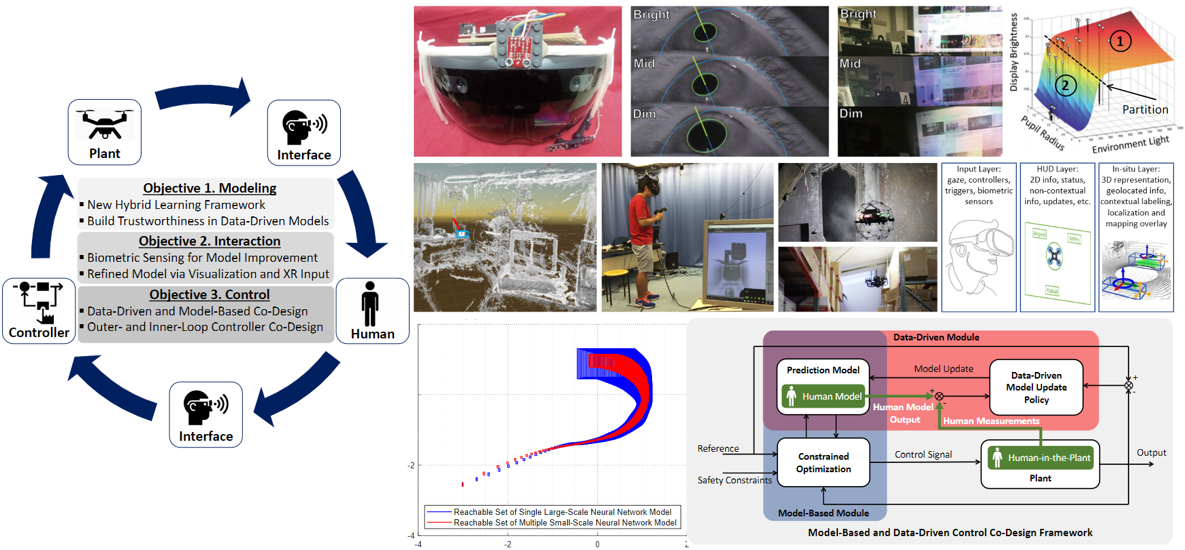 Plant
Interface
Objective 1. Modeling
New Hybrid Learning Framework
Build Trustworthiness in Data-Driven Models
Objective 2. Interaction
Biometric Sensing for Model Improvement
Refined Model via Visualization and XR Input
Objective 3. Control
Data-Driven and Model-Based Co-Design
Outer- and Inner-Loop Controller Co-Design
Controller
Human
Interface
Bright
Mid
Dim
Bright
Mid
Dim
4
Display Brightness
1
2
Partition
Pupil Radius
Environment Light
Input Layer:
gaze, controllers,
triggers, biometric
sensors
HUD Layer:
2D info, status,
non-contextual
info, updates, etc.
In-situ Layer:
3D representation,
geolocated info,
contextual labeling,
localization and
mapping overlay
0
-2
-4
-4
-2
0
2
Reachable Set of Single Large-Scale Neural Network Model
Reachable Set of Multiple Small-Scale Neural Network Model
Data-Driven Module
Prediction Model
Human Model
Model Update
Data-Driven
Model Update
Policy
+
-
+
-
Human Model
Output
Human Measurements
Reference
Safety Constraints
Constrained
Optimization
Control Signal
Human-in-the-Plant
Plant
Output
Model-Based Module
Model-Based and Data-Driven Control Co-Design Framework